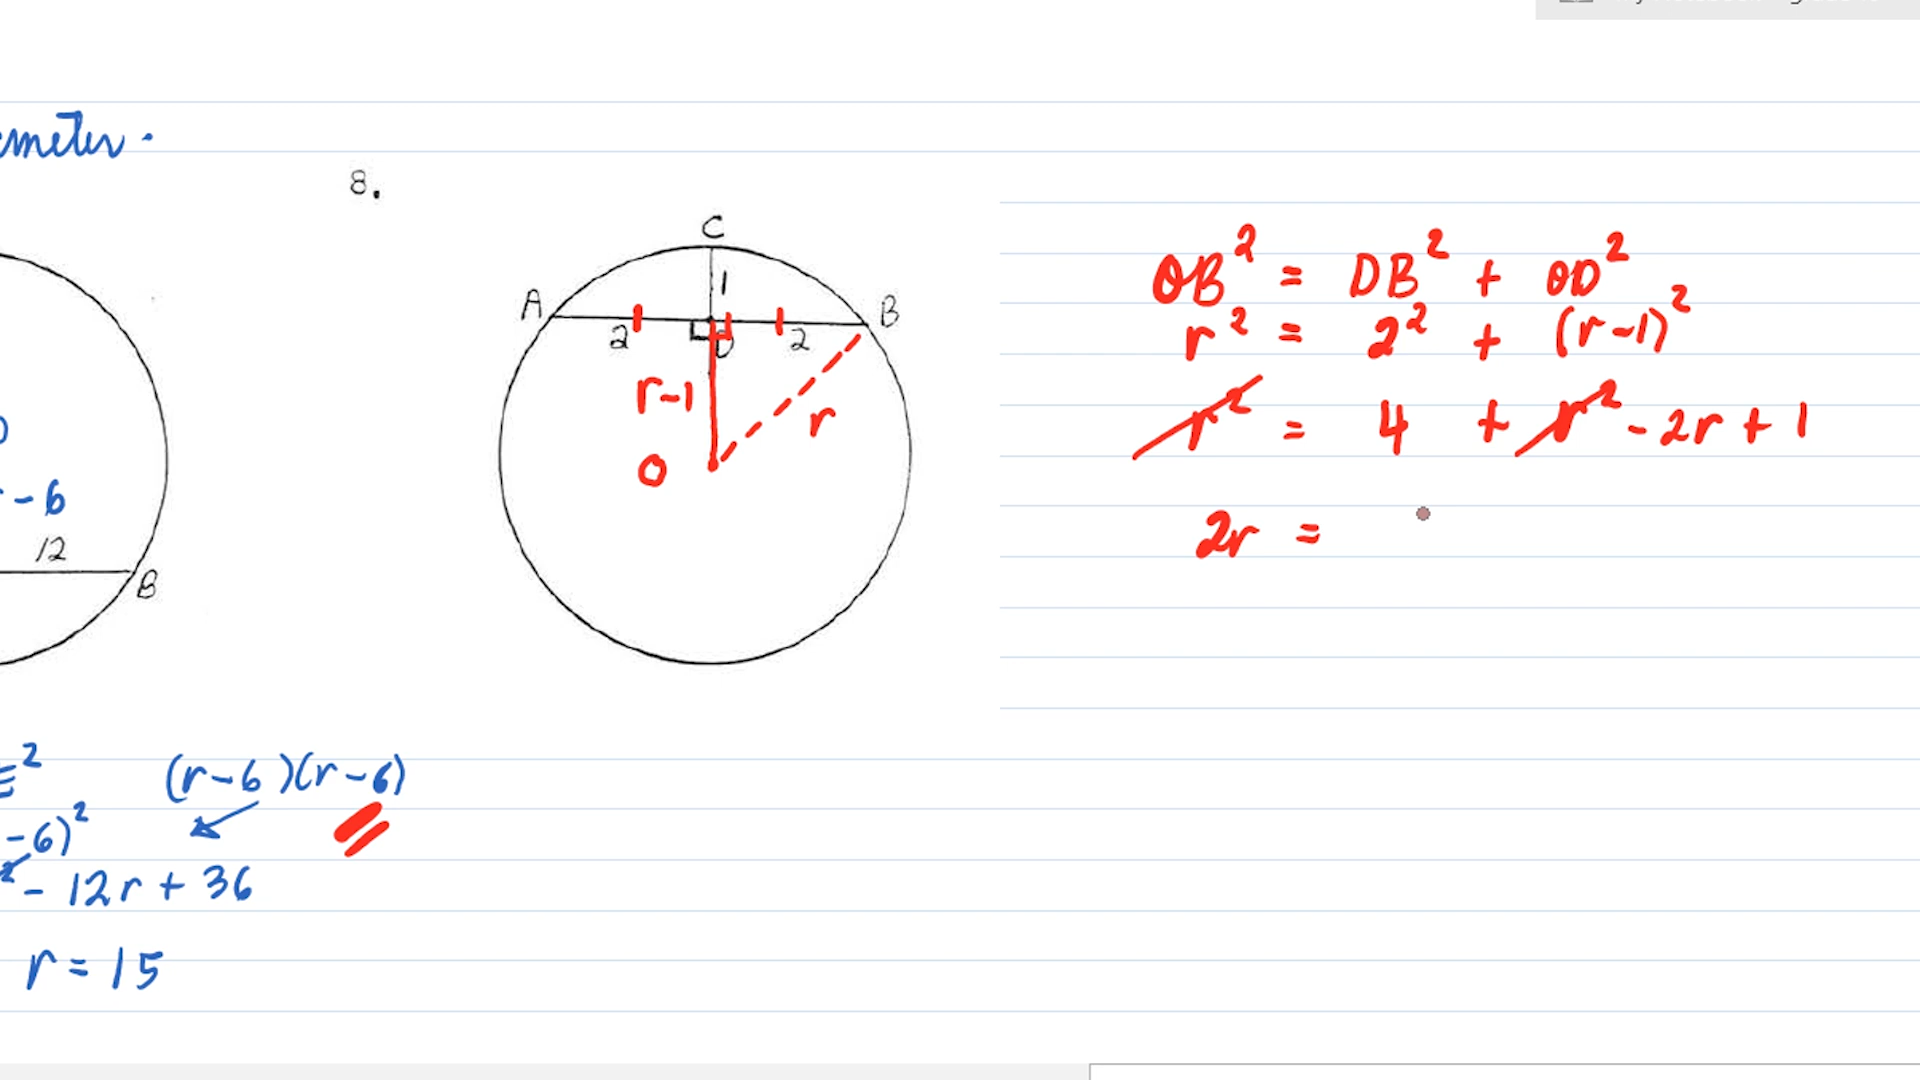 8.
C
1
A
B
2
D
2
r-1
r
O
12
B
- 6
OB² = DB² + OD²
r² = 2² + (r-1)²
r² = 4 + r² - 2r + 1
2r =
(r-6)(r-6)
-6)²
- 12r + 36
r = 15